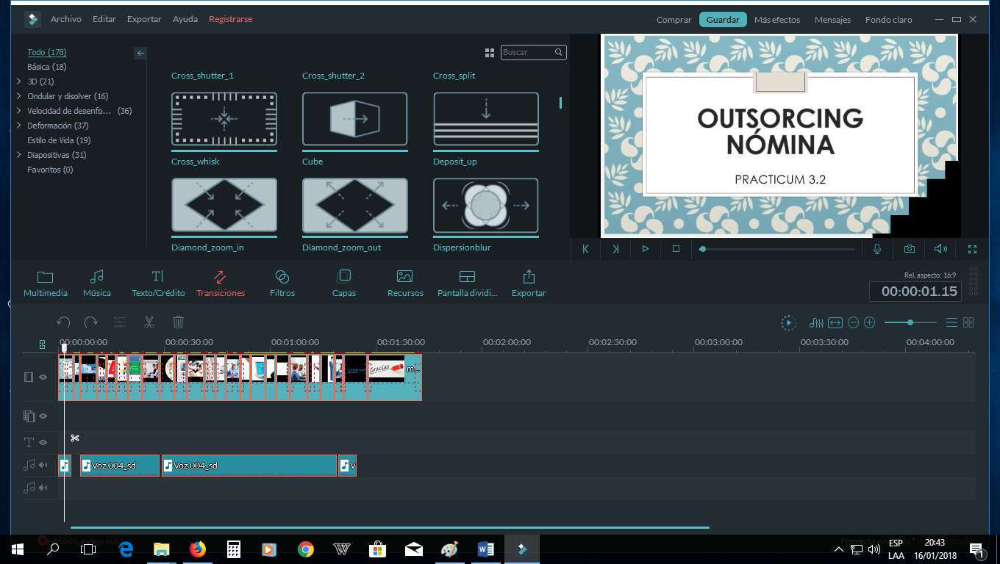 Archivo Editar Exportar Ayuda Registrarse
Comprar Guardar Más efectos Mensajes Fondo claro
Todo (178)
Básica (18)
3D (21)
Ondular y disolver (16)
Velocidad de desenfo... (36)
Deformación (37)
Estilo de Vida (19)
Diapositivas (31)
Favoritos (0)
Buscar
Cross_shutter_1 Cross_shutter_2 Cross_split
Cross_whisk Cube Deposit_up
Diamond_zoom_in Diamond_zoom_out Dispersionblur
OUTSORCING
NÓMINA
PRACTICUM 3.2
Multimedia Música Texto/Crédito Transiciones Filtros Capas Recursos Pantalla dividi... Exportar
Rel. aspecto: 16:9
00:00:01.15
00:00:00:00 00:00:30:00 00:01:00:00 00:01:30:00 00:02:00:00 00:02:30:00 00:03:00:00 00:03:30:00 00:04:00:00
Gracias m...
Voz 004_sd Voz 004_sd V
Añadir nueva pista
ESP
LAA
20:43
16/01/2018
1